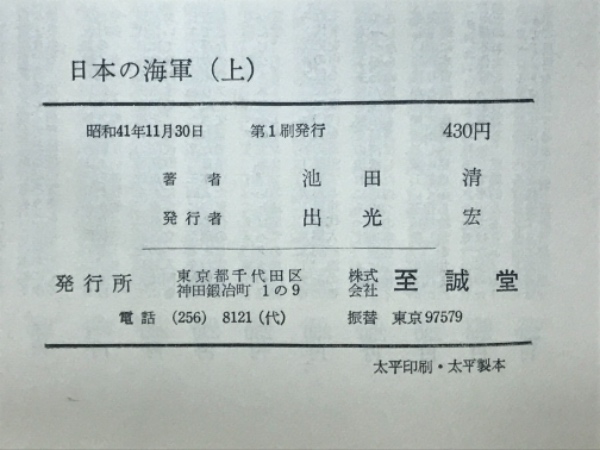 日本の海軍（上）
昭和41年11月30日 第1刷発行 430円
著者 池田清
発行者 出光宏
発行所 東京都千代田区神田鍛冶町 1の9 株式会社 至誠堂
電話 (256) 8121(代) 振替 東京97579
太平印刷・太平製本